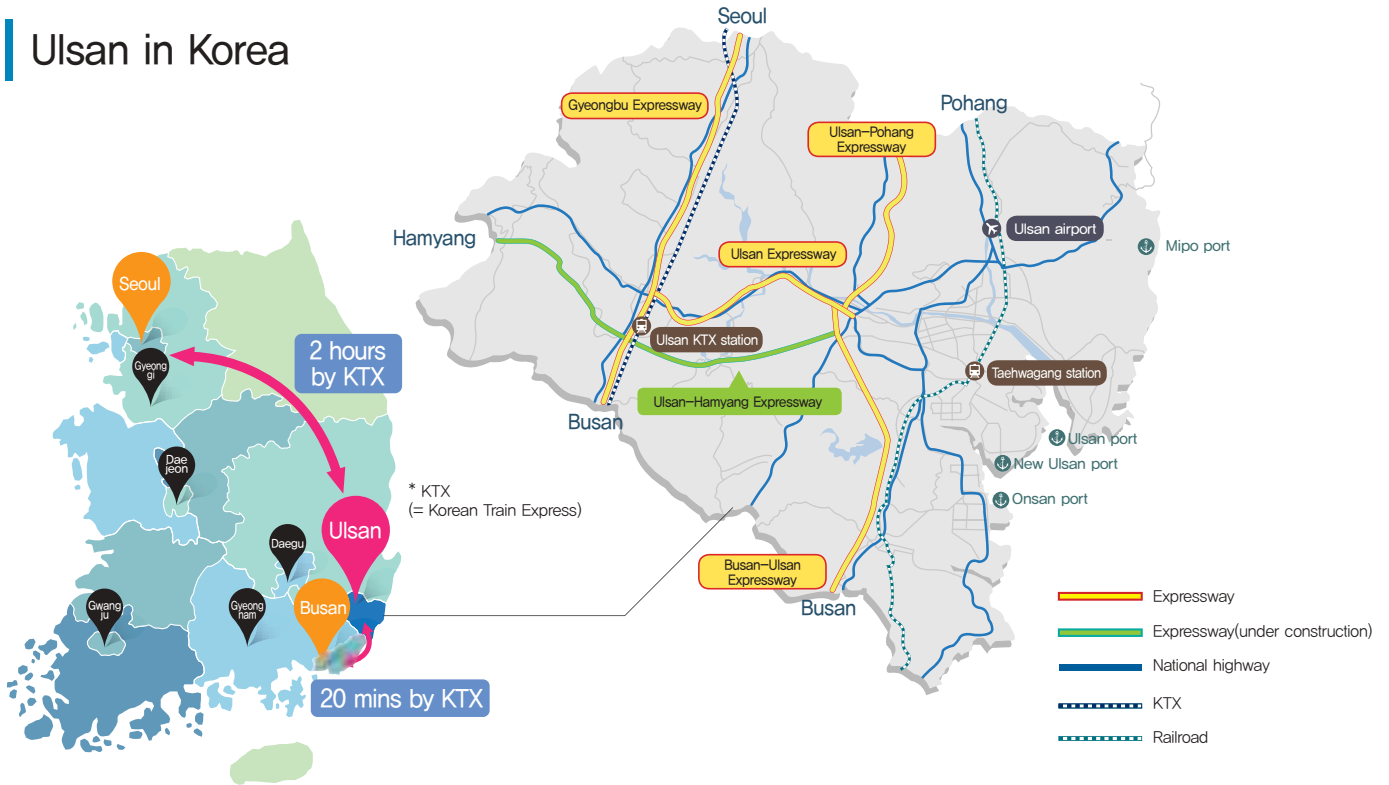 Ulsan in Korea
Seoul
Gyeong
gi
Dae
jeon
Daegu
Gwang
ju
Gyeong
nam
Busan
Ulsan
2 hours
by KTX
20 mins by KTX
* KTX
(= Korean Train Express)
Seoul
Gyeongbu Expressway
Pohang
Ulsan-Pohang
Expressway
Hamyang
Ulsan Expressway
Ulsan airport
Mipo port
Ulsan KTX station
Taehwagang station
Ulsan-Hamyang Expressway
Busan
Ulsan port
New Ulsan port
Onsan port
Busan-Ulsan
Expressway
Busan
Expressway
Expressway(under construction)
National highway
KTX
Railroad